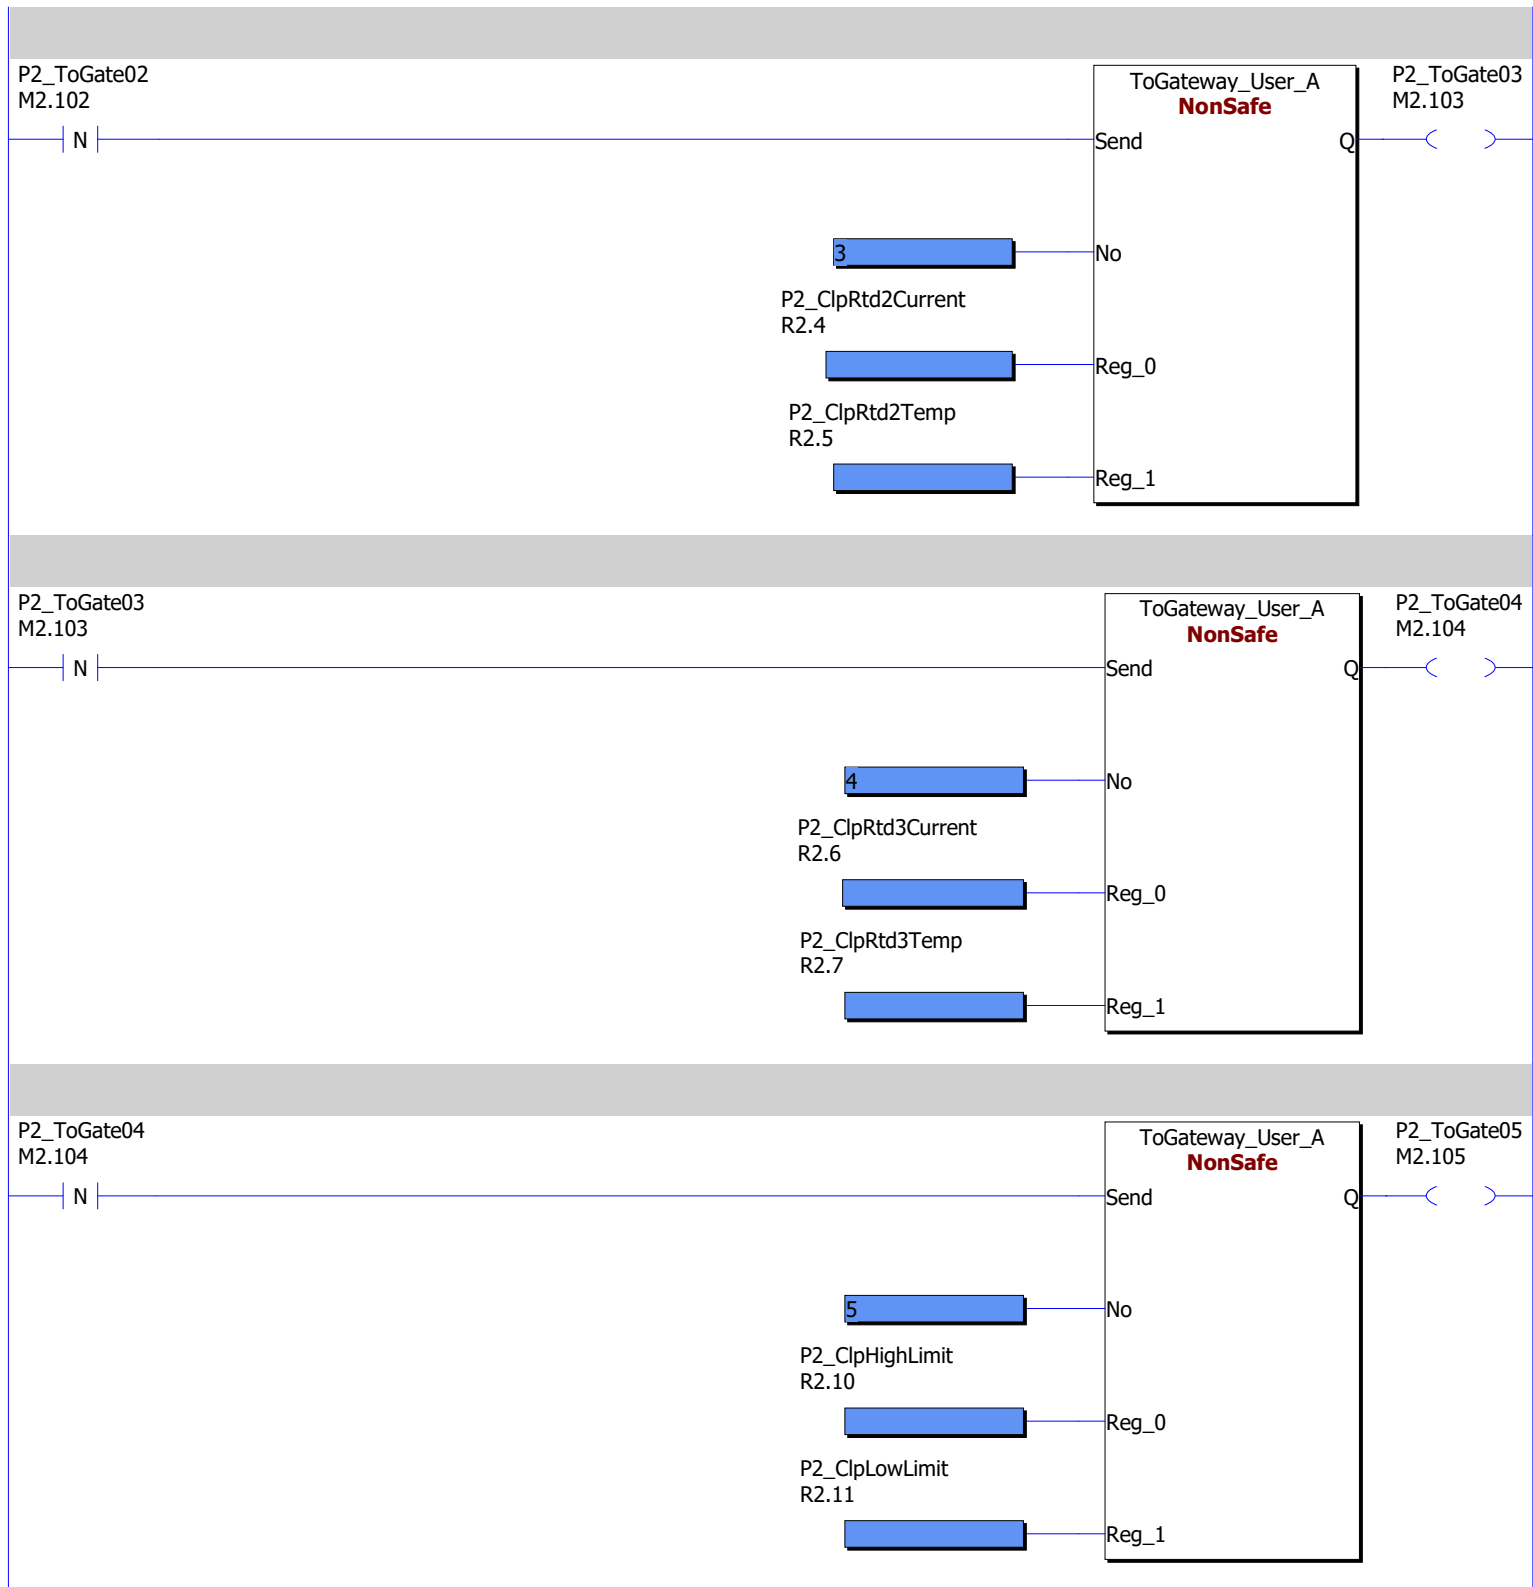 P2_ToGate02
M2.102
N
ToGateway_User_A
NonSafe
P2_ToGate03
M2.103
Send
Q
3
No
P2_ClpRtd2Current
R2.4
Reg_0
P2_ClpRtd2Temp
R2.5
Reg_1
P2_ToGate03
M2.103
N
ToGateway_User_A
NonSafe
P2_ToGate04
M2.104
Send
Q
4
No
P2_ClpRtd3Current
R2.6
Reg_0
P2_ClpRtd3Temp
R2.7
Reg_1
P2_ToGate04
M2.104
N
ToGateway_User_A
NonSafe
P2_ToGate05
M2.105
Send
Q
5
No
P2_ClpHighLimit
R2.10
Reg_0
P2_ClpLowLimit
R2.11
Reg_1